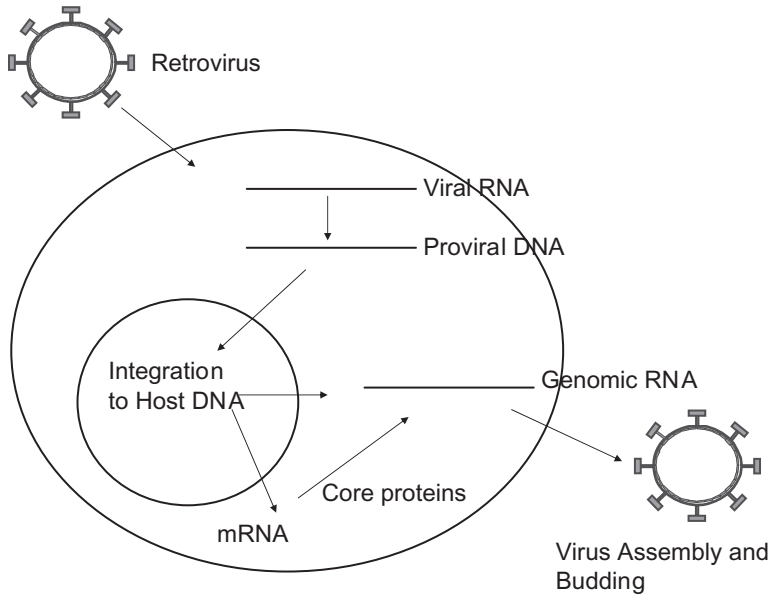 Retrovirus
Viral RNA
Proviral DNA
Integration
to Host DNA
Genomic RNA
Core proteins
mRNA
Virus Assembly and
Budding